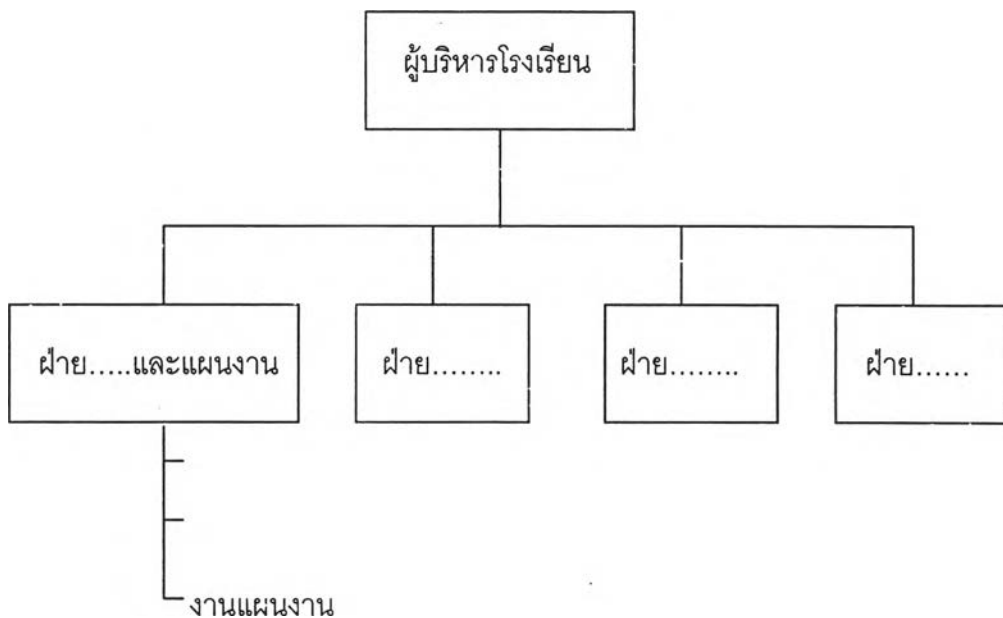 ผู้บริหารโรงเรียน
ฝ่าย.....และแผนงาน
ฝ่าย........
ฝ่าย........
ฝ่าย......
งานแผนงาน